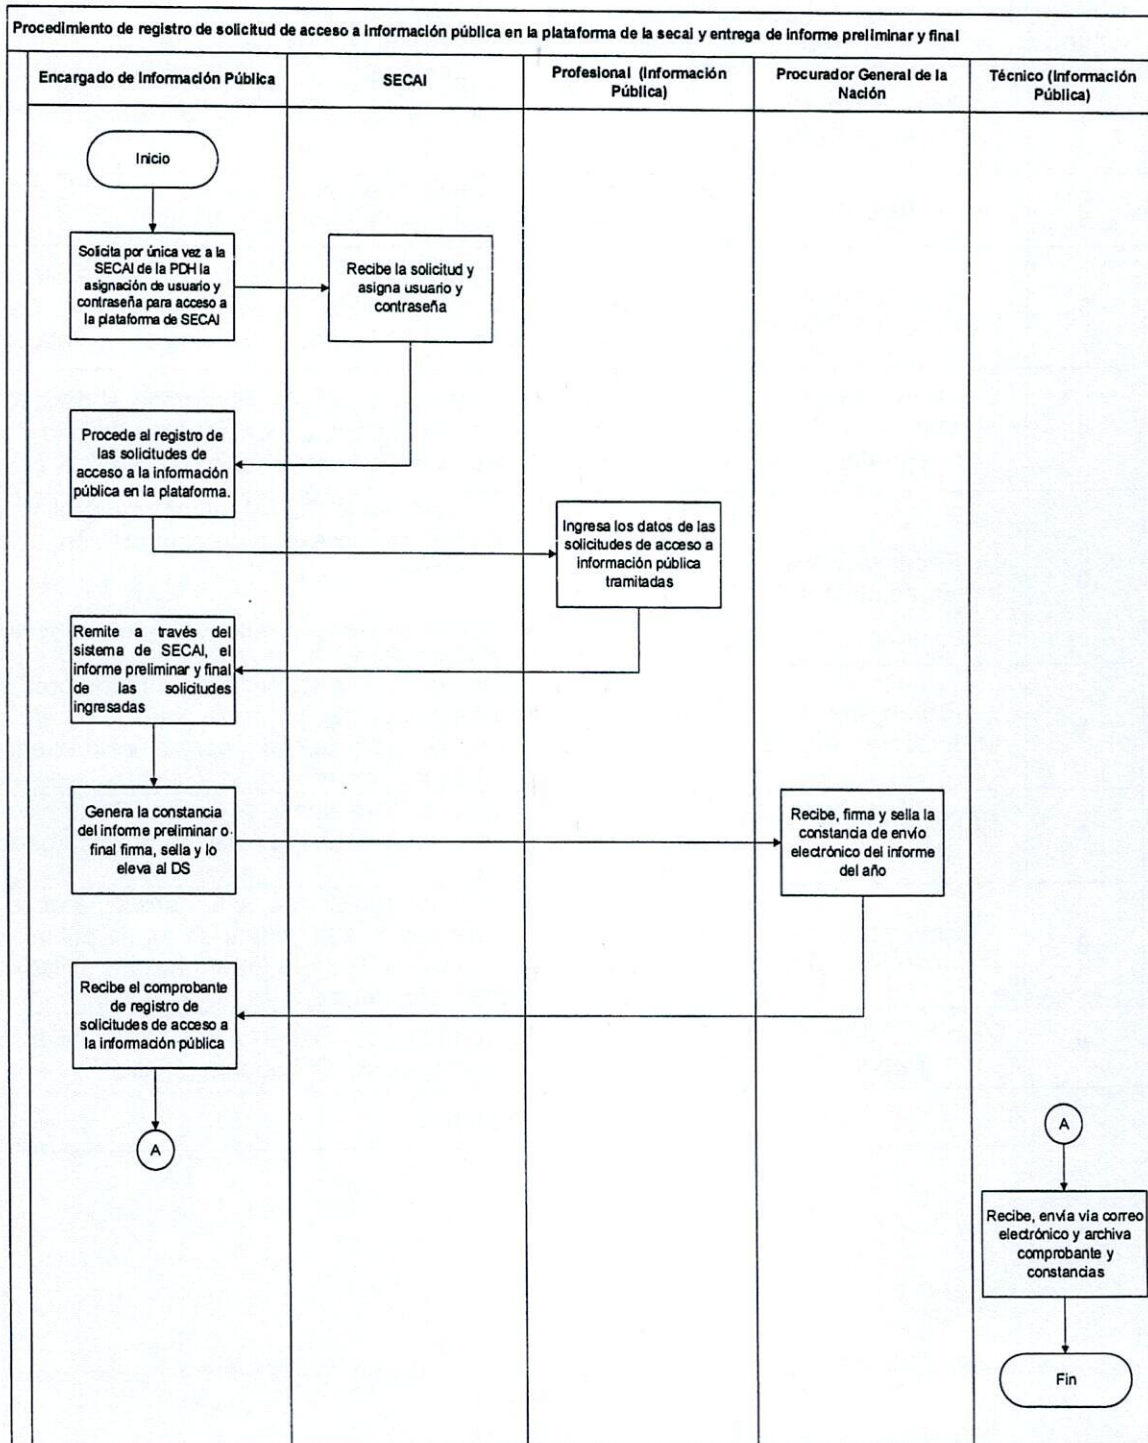 Procedimiento de registro de solicitud de acceso a información pública en la plataforma de la secai y entrega de informe preliminar y final
Encargado de Información Pública
SECAI
Profesional (Información
Pública)
Procurador General de la
Nación
Técnico (Información
Pública)
Inicio
Solicita por única vez a la
SECAI de la PDH la
asignación de usuario y
contraseña para acceso a
la plataforma de SECAI
Recibe la solicitud y
asigna usuario y
contraseña
Procede al registro de
las solicitudes de
acceso a la información
pública en la plataforma.
Ingresa los datos de las
solicitudes de acceso a
información pública
tramitadas
Remite a través del
sistema de SECAI, el
informe preliminar y final
de las solicitudes
ingresadas
Genera la constancia
del informe preliminar o
final firma, sella y lo
eleva al DS
Recibe, firma y sella la
constancia de envío
electrónico del informe
del año
Recibe el comprobante
de registro de
solicitudes de acceso a
la información pública
A
A
Recibe, envía vía correo
electrónico y archiva
comprobante y
constancias
Fin